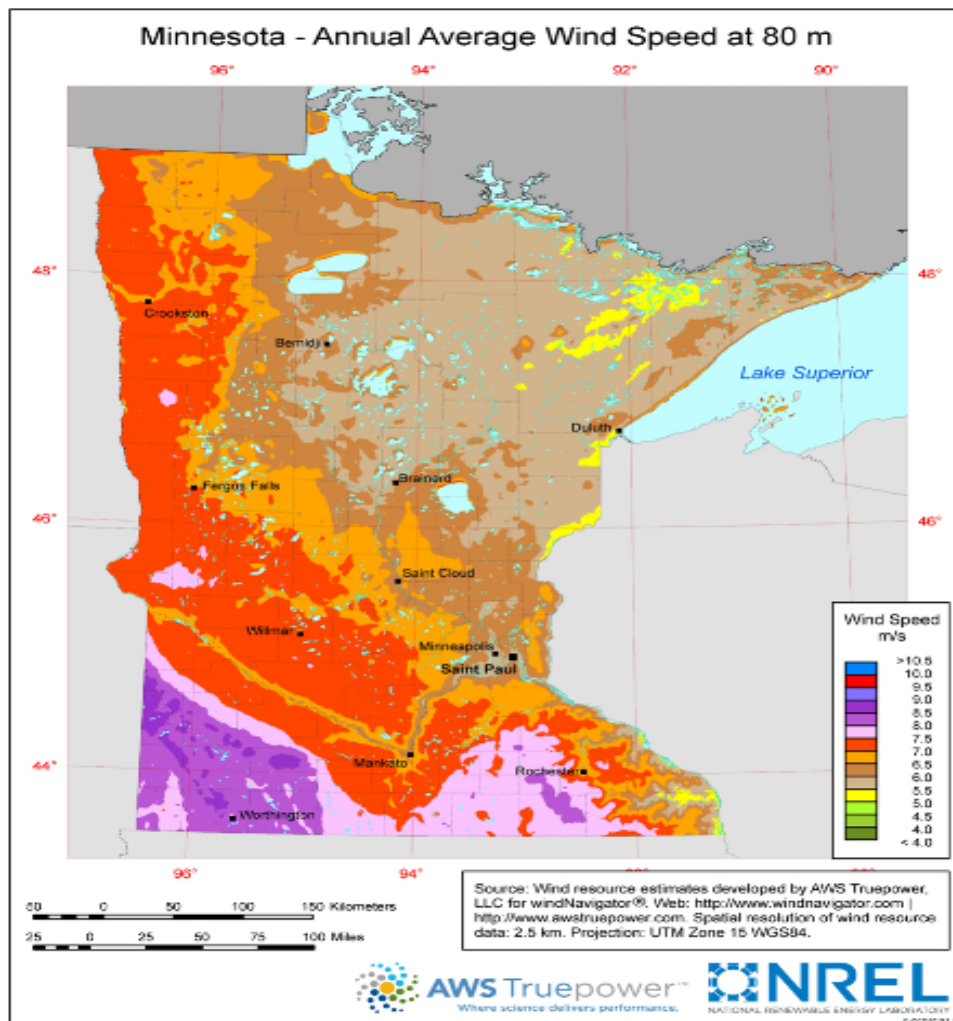 Minnesota - Annual Average Wind Speed at 80 m
96° 94° 92° 90°
48° 48°
Crookston
Bemidji
Lake Superior
Duluth
Fergus Falls
Brainerd
46° 46°
Saint Cloud
Willmar
Minneapolis
Saint Paul
Wind Speed
m/s
>10.5
10.0
9.5
9.0
8.5
8.0
7.5
7.0
6.5
6.0
5.5
5.0
4.5
4.0
< 4.0
44°
Mankato
Rochester
Worthington
96° 94°
50 0 50 100 150 Kilometers
25 0 25 50 75 100 Miles
Source: Wind resource estimates developed by AWS Truepower,
LLC for windNavigator®. Web: http://www.windnavigator.com |
http://www.awstruepower.com. Spatial resolution of wind resource
data: 2.5 km. Projection: UTM Zone 15 WGS84.
AWS Truepower™
Where science delivers performance.
NREL
NATIONAL RENEWABLE ENERGY LABORATORY